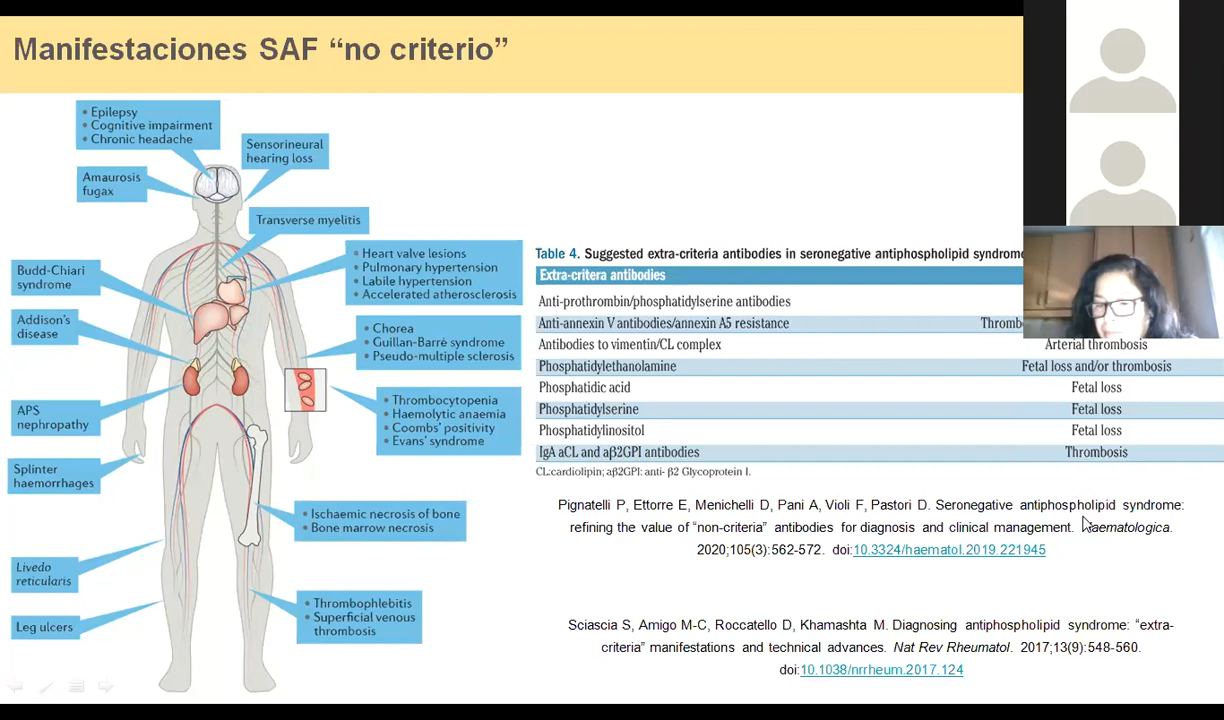 Manifestaciones SAF “no criterio”
• Epilepsy
• Cognitive impairment
• Chronic headache
Sensorineural
hearing loss
Amaurosis
fugax
Transverse myelitis
• Heart valve lesions
• Pulmonary hypertension
• Labile hypertension
• Accelerated atherosclerosis
Budd-Chiari
syndrome
Addison's
disease
• Chorea
• Guillan-Barré syndrome
• Pseudo-multiple sclerosis
• Thrombocytopenia
• Haemolytic anaemia
• Coombs' positivity
• Evans' syndrome
APS
nephropathy
Splinter
haemorrhages
• Ischaemic necrosis of bone
• Bone marrow necrosis
Livedo
reticularis
Leg ulcers
• Thrombophlebitis
• Superficial venous
thrombosis
Table 4. Suggested extra-criteria antibodies in seronegative antiphospholipid syndrome
Extra-critera antibodies
Anti-prothrombin/phosphatidylserine antibodies
Anti-annexin V antibodies/annexin A5 resistance Thromb
Antibodies to vimentin/CL complex Arterial thrombosis
Phosphatidylethanolamine Fetal loss and/or thrombosis
Phosphatidic acid Fetal loss
Phosphatidylserine Fetal loss
Phosphatidylinositol Fetal loss
IgA aCL and aβ2GPI antibodies Thrombosis
CL:cardiolipin; aβ2GPI: anti- β2 Glycoprotein I.
Pignatelli P, Ettorre E, Menichelli D, Pani A, Violi F, Pastori D. Seronegative antiphospholipid syndrome:
refining the value of “non-criteria” antibodies for diagnosis and clinical management. Haematologica.
2020;105(3):562-572. doi:10.3324/haematol.2019.221945
Sciascia S, Amigo M-C, Roccatello D, Khamashta M. Diagnosing antiphospholipid syndrome: “extra-
criteria” manifestations and technical advances. Nat Rev Rheumatol. 2017;13(9):548-560.
doi:10.1038/nrrheum.2017.124